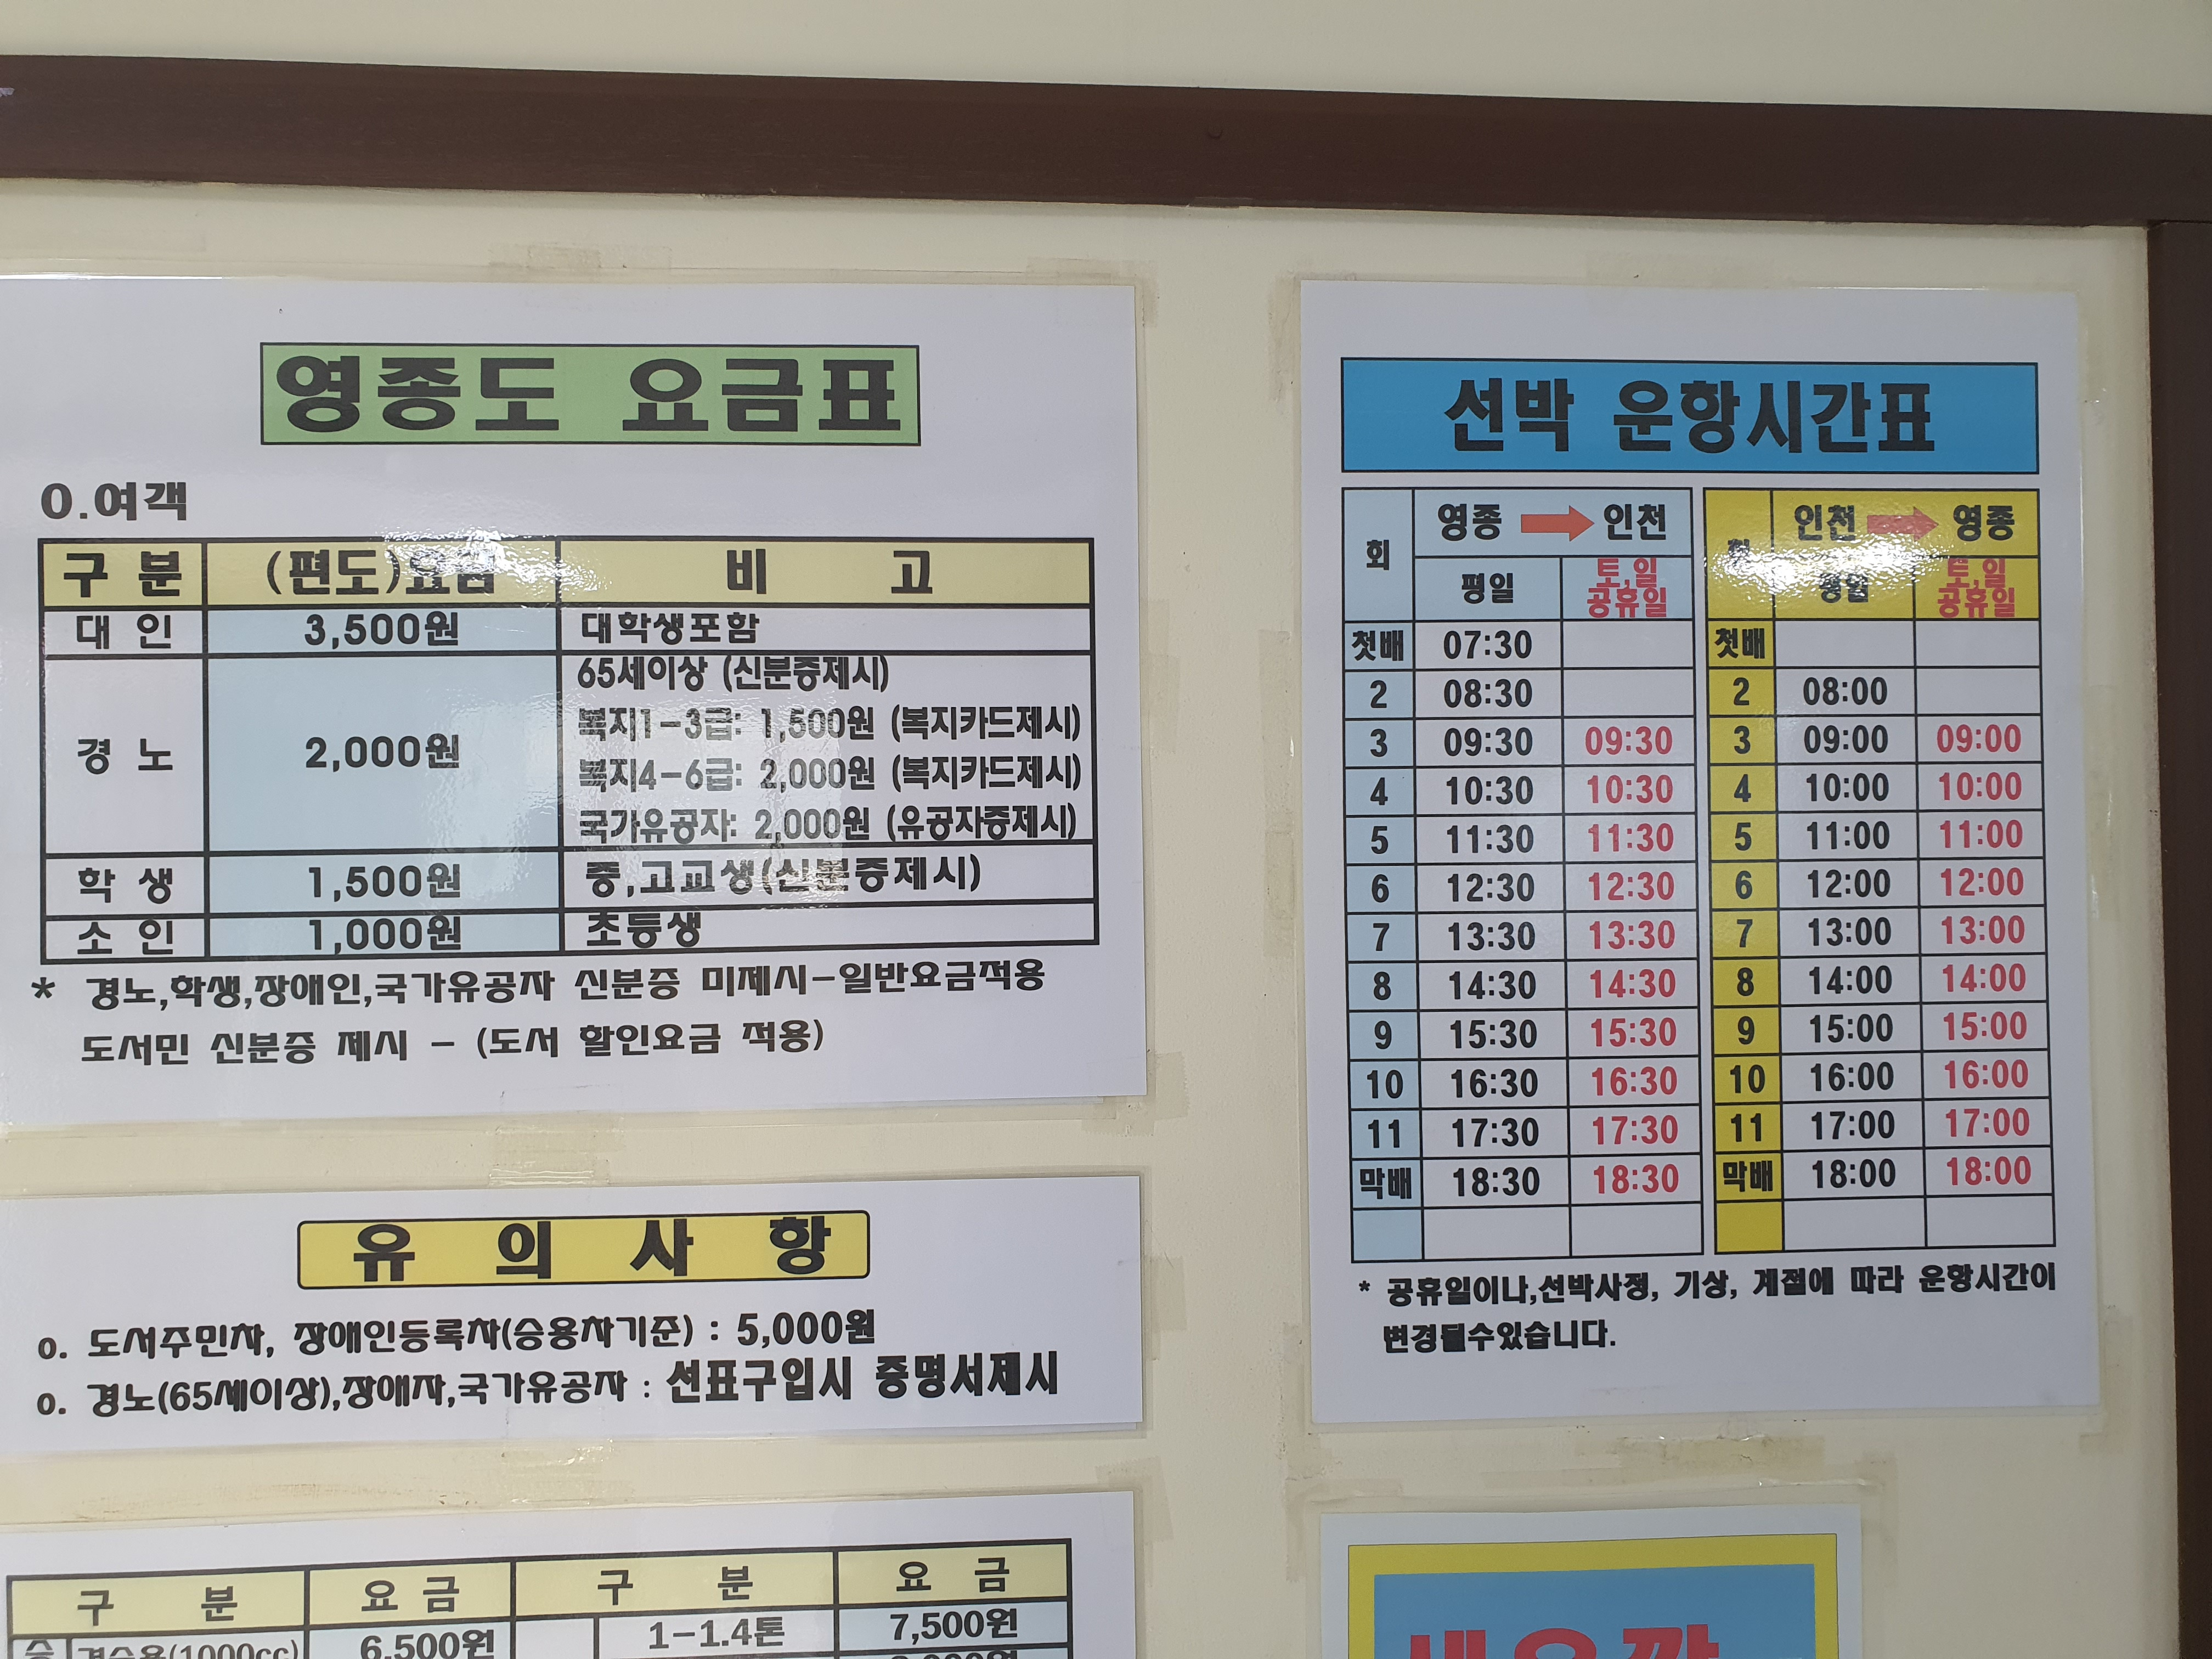 영종도 요금표
O.여객
구 분 (편도)요금 비 고
대 인 3,500원 대학생포함
경 노 2,000원 65세이상 (신분증제시)
복지1-3급: 1,500원 (복지카드제시)
복지4-6급: 2,000원 (복지카드제시)
국가유공자: 2,000원 (유공자증제시)
학 생 1,500원 중,고교생(신분증제시)
소 인 1,000원 초등생
* 경노,학생,장애인,국가유공자 신분증 미제시-일반요금적용
도서민 신분증 제시 - (도서 할인요금 적용)
유 의 사 항
o. 도서주민차, 장애인등록차(승용차기준) : 5,000원
o. 경노(65세이상),장애자,국가유공자 : 선표구입시 증명서제시
구 분 요 금 구 분 요 금
승 경승용(1000cc) 6,500원 1-1.4톤 7,500원
선박 운항시간표
회 영종 → 인천 회 인천 → 영종
평일 토,일 공휴일 평일 토,일 공휴일
첫배 07:30 첫배
2 08:30 2 08:00
3 09:30 09:30 3 09:00 09:00
4 10:30 10:30 4 10:00 10:00
5 11:30 11:30 5 11:00 11:00
6 12:30 12:30 6 12:00 12:00
7 13:30 13:30 7 13:00 13:00
8 14:30 14:30 8 14:00 14:00
9 15:30 15:30 9 15:00 15:00
10 16:30 16:30 10 16:00 16:00
11 17:30 17:30 11 17:00 17:00
막배 18:30 18:30 막배 18:00 18:00
* 공휴일이나,선박사정, 기상, 계절에 따라 운항시간이
변경될수있습니다.